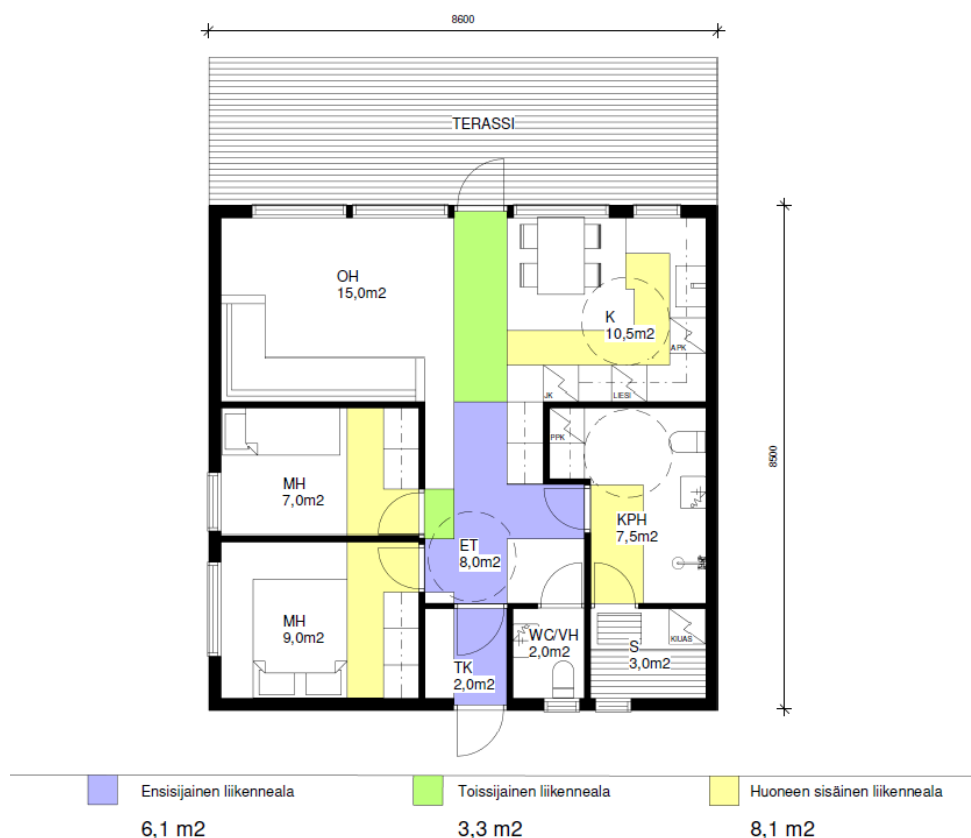 8600
TERASSI
OH
15,0m2
K
10,5m2
APK
JK
LIESI
PPK
8500
MH
7,0m2
KPH
7,5m2
ET
8,0m2
MH
9,0m2
WC/VH
2,0m2
KIUAS
S
3,0m2
TK
2,0m2
Ensisijainen liikenneala
Toissijainen liikenneala
Huoneen sisäinen liikenneala
6,1 m2
3,3 m2
8,1 m2